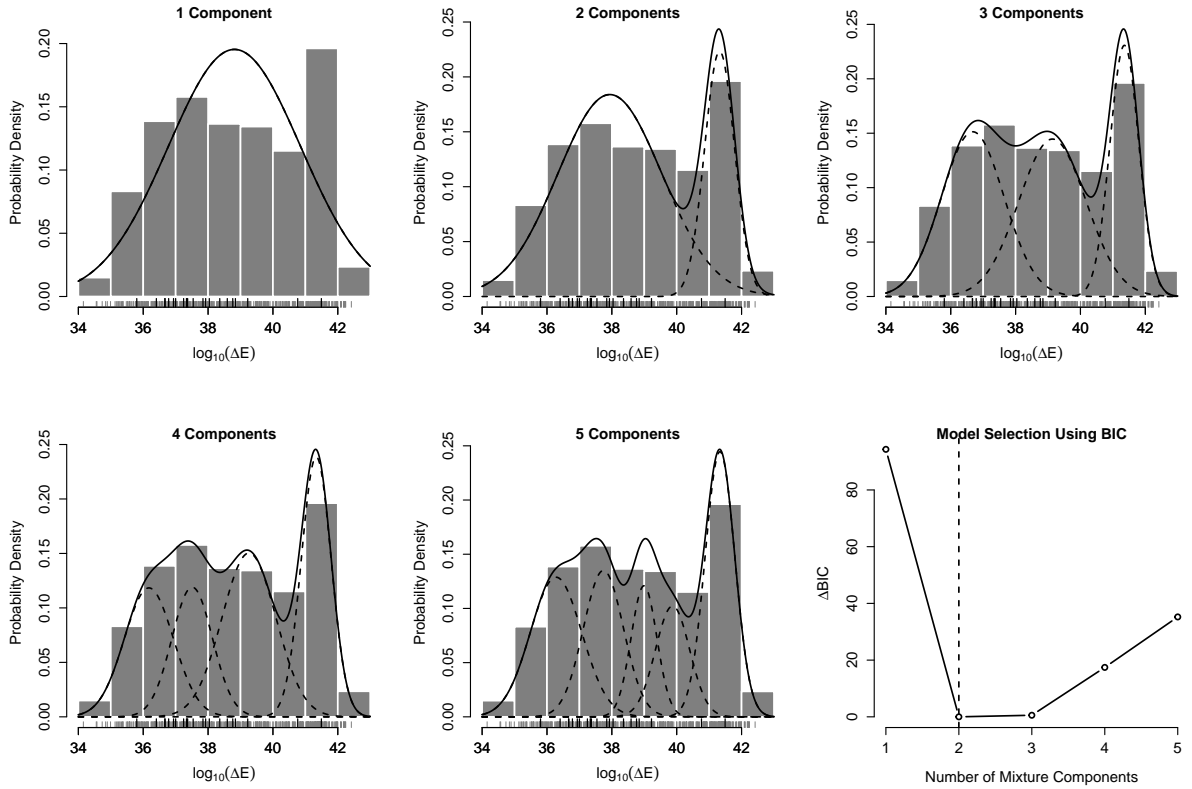 1 Component
Probability Density
0.00 0.05 0.10 0.15 0.20
34 36 38 40 42
log10(ΔE)
2 Components
Probability Density
0.00 0.05 0.10 0.15 0.20 0.25
34 36 38 40 42
log10(ΔE)
3 Components
Probability Density
0.00 0.05 0.10 0.15 0.20 0.25
34 36 38 40 42
log10(ΔE)
4 Components
Probability Density
0.00 0.05 0.10 0.15 0.20 0.25
34 36 38 40 42
log10(ΔE)
5 Components
Probability Density
0.00 0.05 0.10 0.15 0.20 0.25
34 36 38 40 42
log10(ΔE)
Model Selection Using BIC
ΔBIC
0 20 40 60 80
1 2 3 4 5
Number of Mixture Components